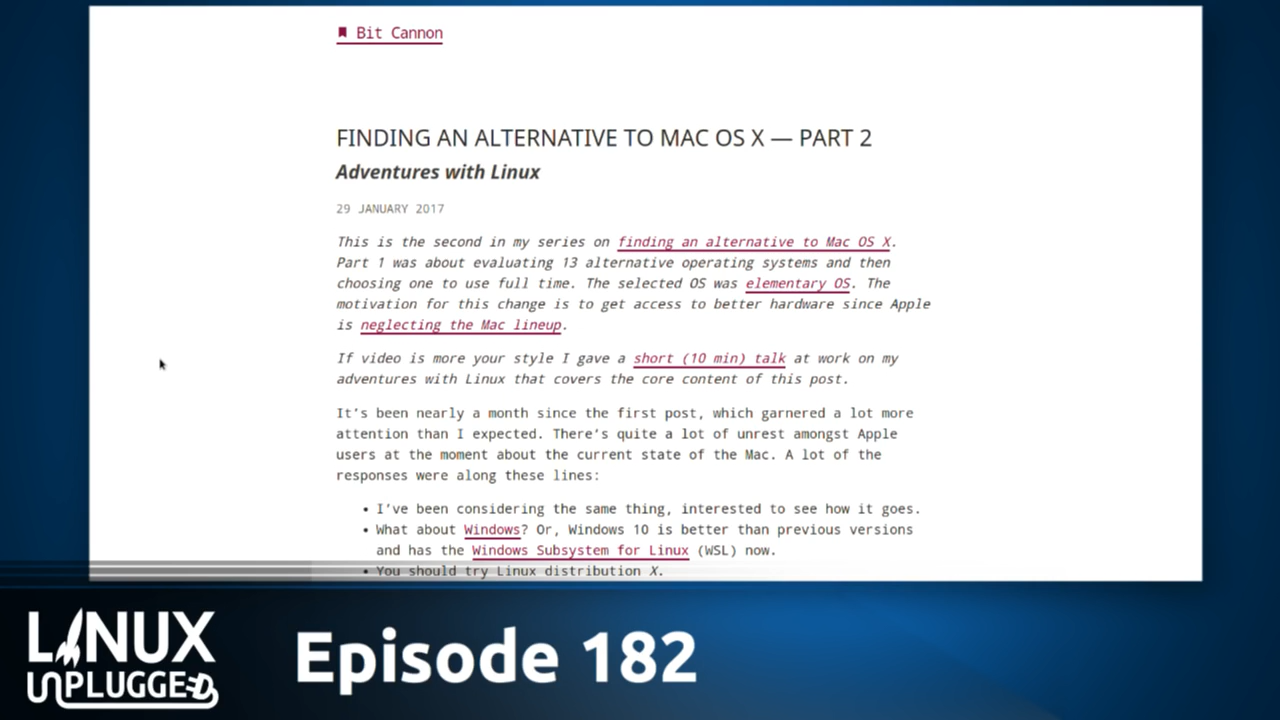 Bit Cannon
FINDING AN ALTERNATIVE TO MAC OS X — PART 2
Adventures with Linux
29 JANUARY 2017
This is the second in my series on finding an alternative to Mac OS X.
Part 1 was about evaluating 13 alternative operating systems and then
choosing one to use full time. The selected OS was elementary OS. The
motivation for this change is to get access to better hardware since Apple
is neglecting the Mac lineup.
If video is more your style I gave a short (10 min) talk at work on my
adventures with Linux that covers the core content of this post.
It's been nearly a month since the first post, which garnered a lot more
attention than I expected. There's quite a lot of unrest amongst Apple
users at the moment about the current state of the Mac. A lot of the
responses were along these lines:
• I've been considering the same thing, interested to see how it goes.
• What about Windows? Or, Windows 10 is better than previous versions
and has the Windows Subsystem for Linux (WSL) now.
• You should try Linux distribution X.
LINUX
UNPLUGGED
Episode 182